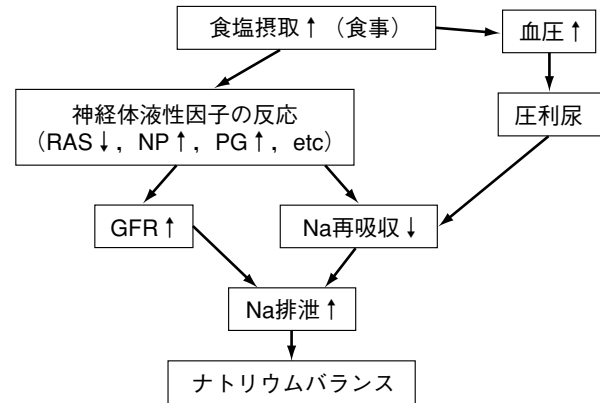 食塩摂取↑（食事）
血圧↑
神経体液性因子の反応
（RAS↓，NP↑，PG↑，etc）
圧利尿
GFR↑
Na再吸収↓
Na排泄↑
ナトリウムバランス